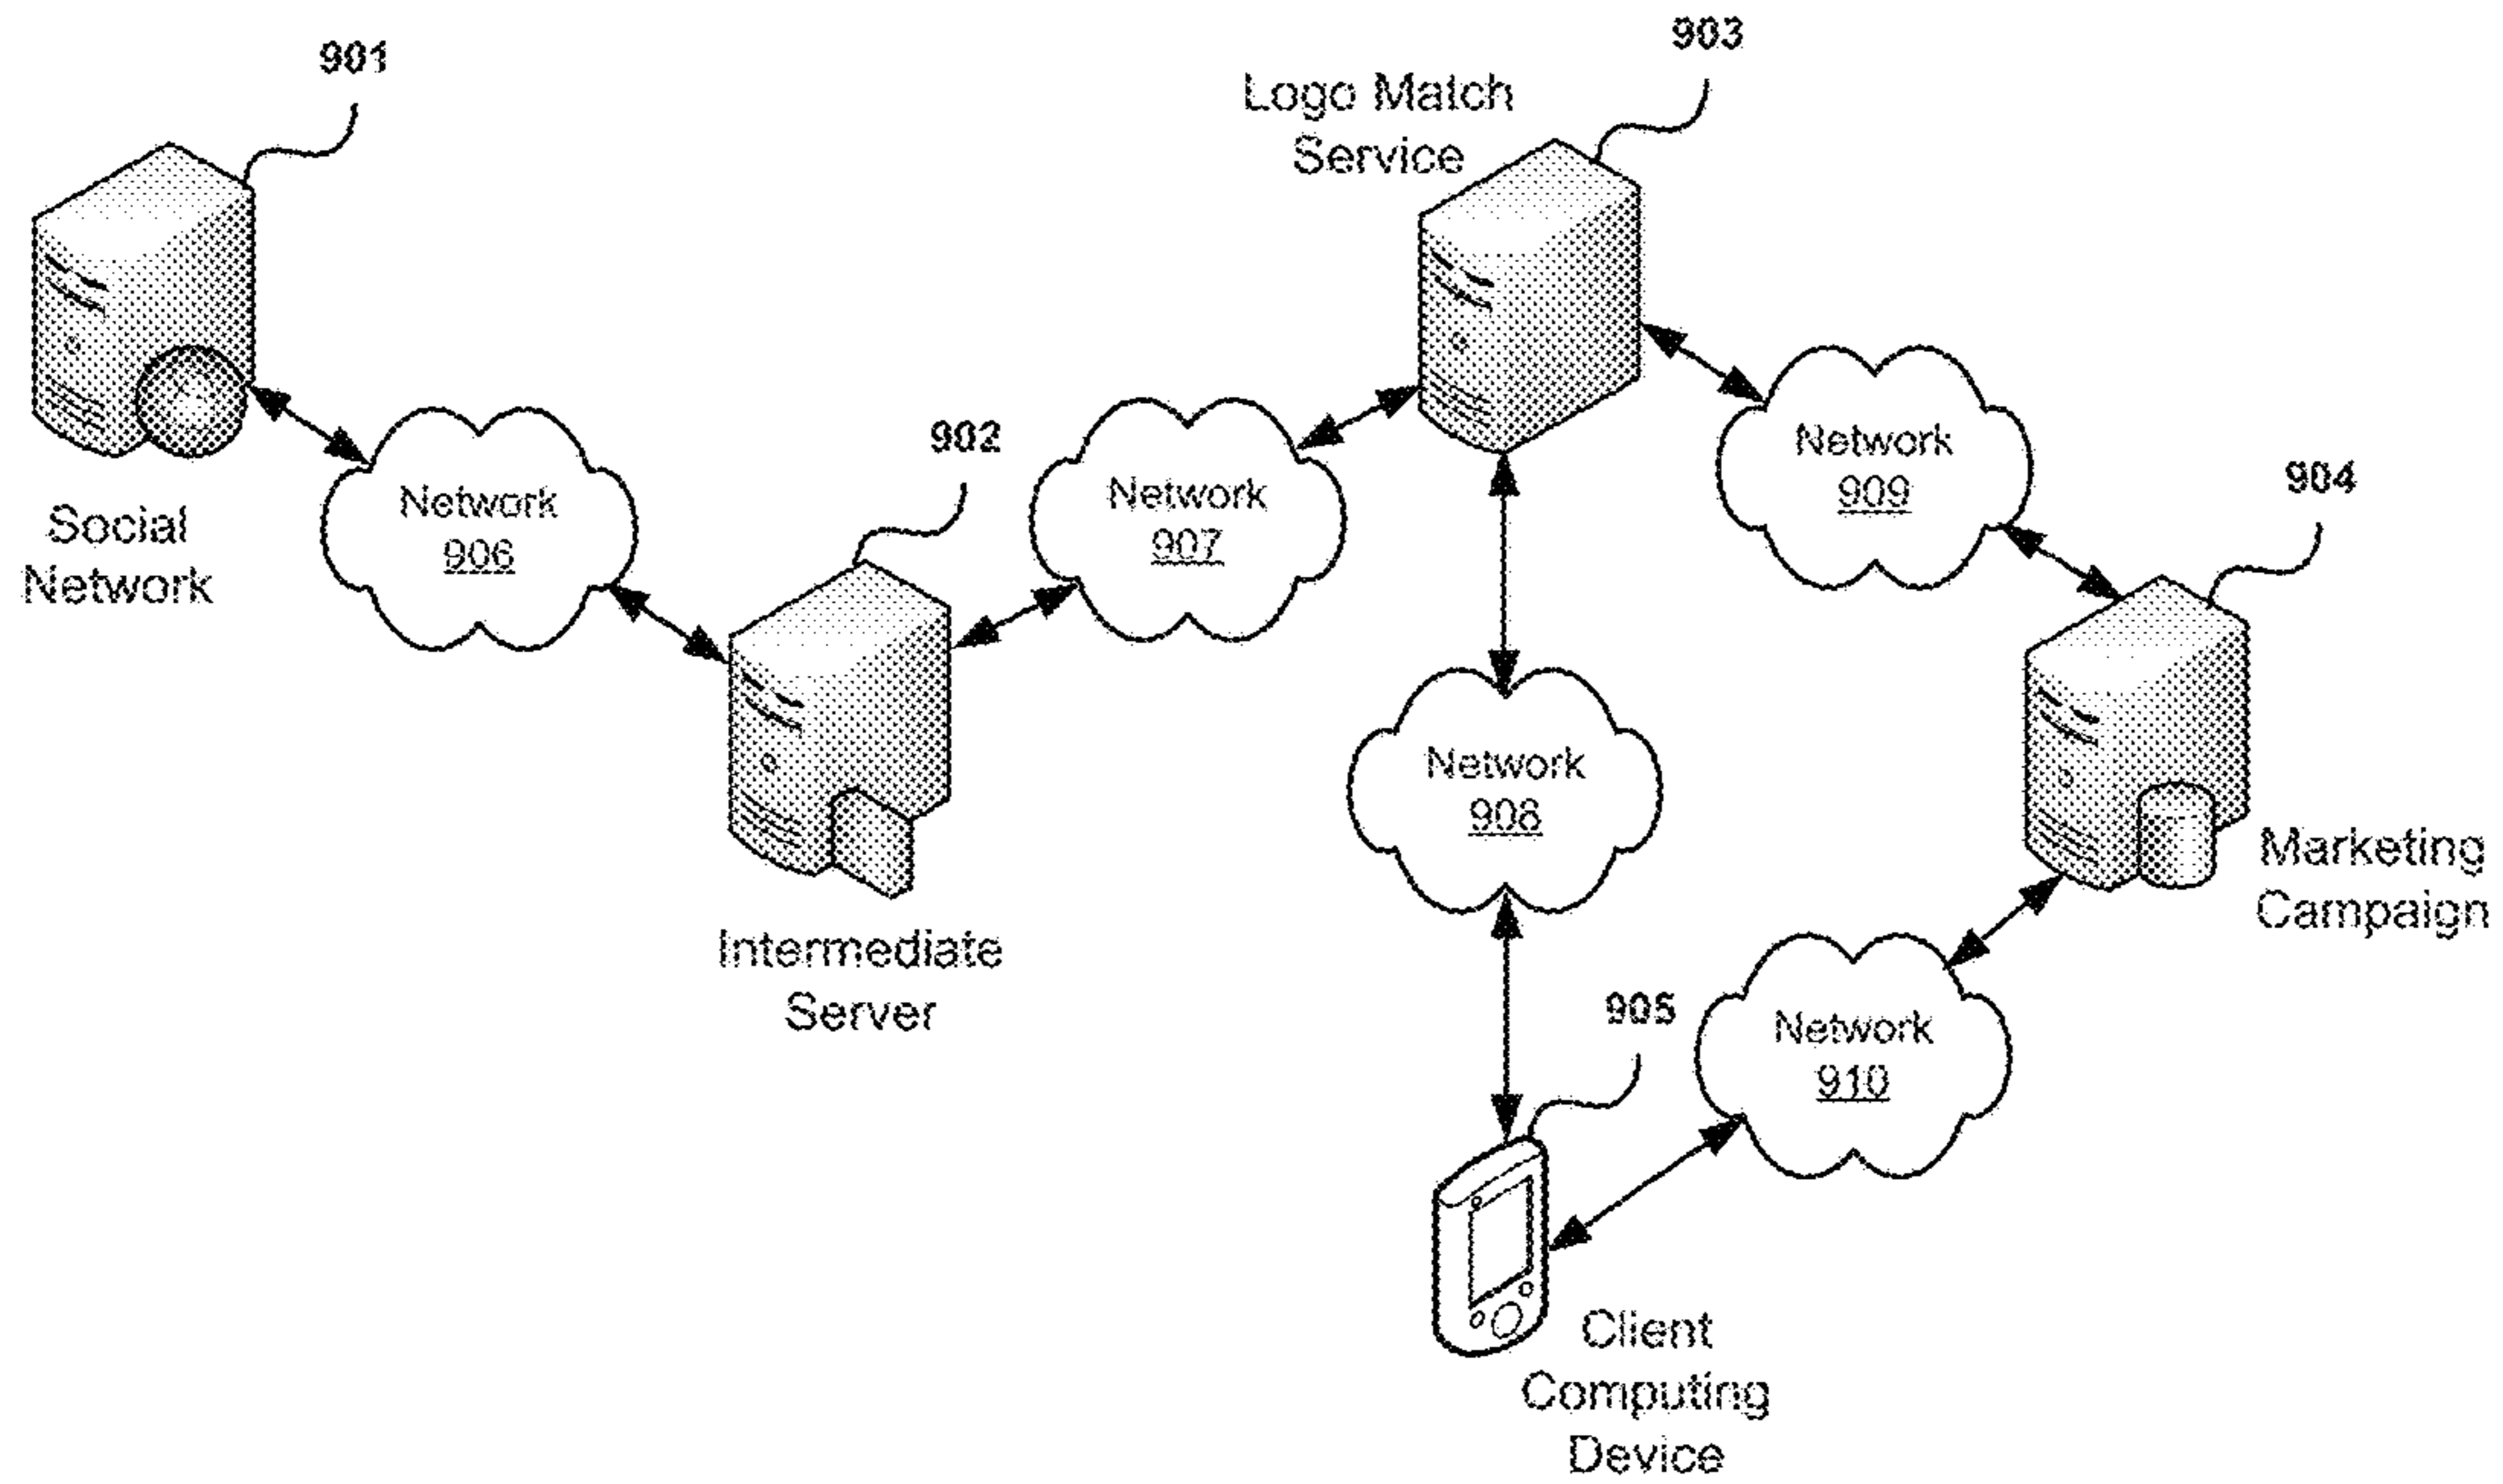 901
903
Logo Match
Service
902
Network
909
904
Network
906
Network
907
Social
Network
Network
908
Marketing
Campaign
Intermediate
Server
905
Network
910
Client
Computing
Device